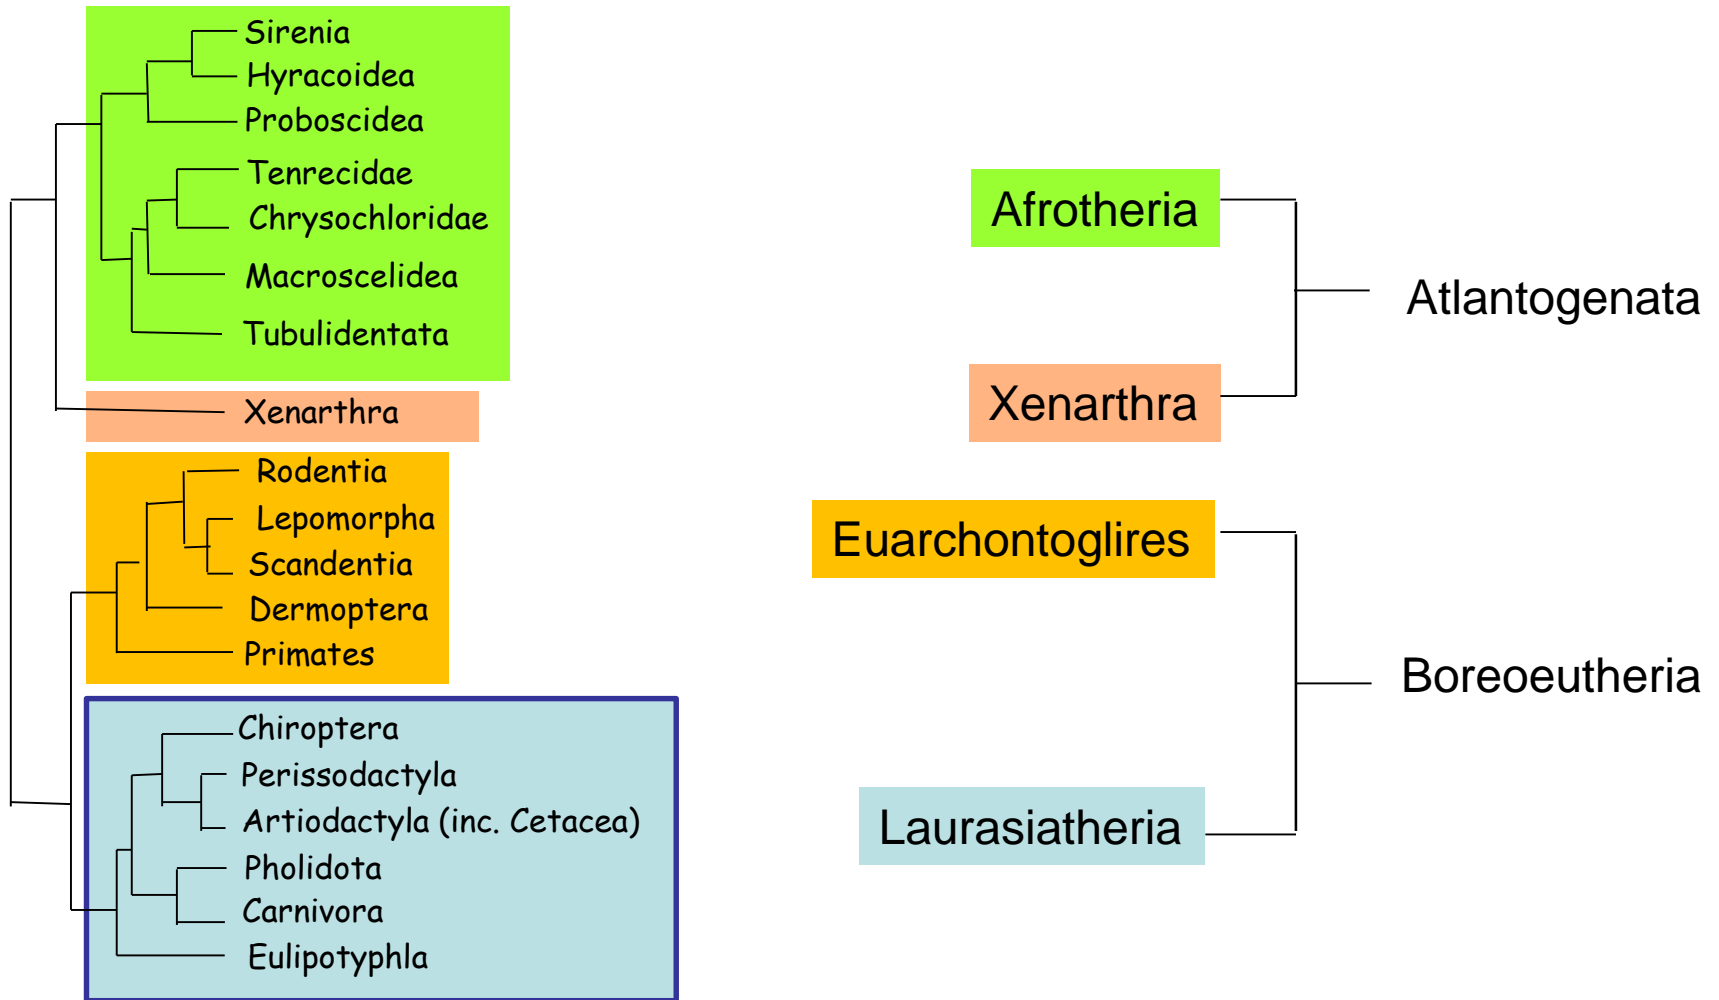 Sirenia
Hyracoidea
Proboscidea
Tenrecidae
Chrysochloridae
Macroscelidea
Tubulidentata
Xenarthra
Rodentia
Lepomorpha
Scandentia
Dermoptera
Primates
Chiroptera
Perissodactyla
Artiodactyla (inc. Cetacea)
Pholidota
Carnivora
Eulipotyphla
Afrotheria
Atlantogenata
Xenarthra
Euarchontoglires
Boreoeutheria
Laurasiatheria